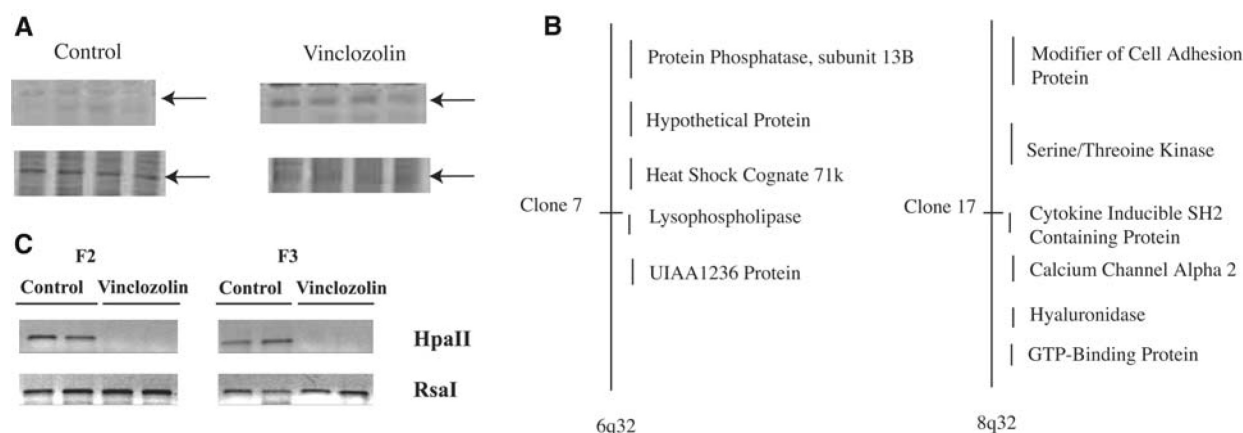 A
Control
Vinclozolin
C
F2
F3
Control
Vinclozolin
Control
Vinclozolin
HpaII
RsaI
B
Protein Phosphatase, subunit 13B
Hypothetical Protein
Heat Shock Cognate 71k
Clone 7
Lysophospholipase
UIAA1236 Protein
6q32
Modifier of Cell Adhesion
Protein
Serine/Threoine Kinase
Clone 17
Cytokine Inducible SH2
Containing Protein
Calcium Channel Alpha 2
Hyaluronidase
GTP-Binding Protein
8q32